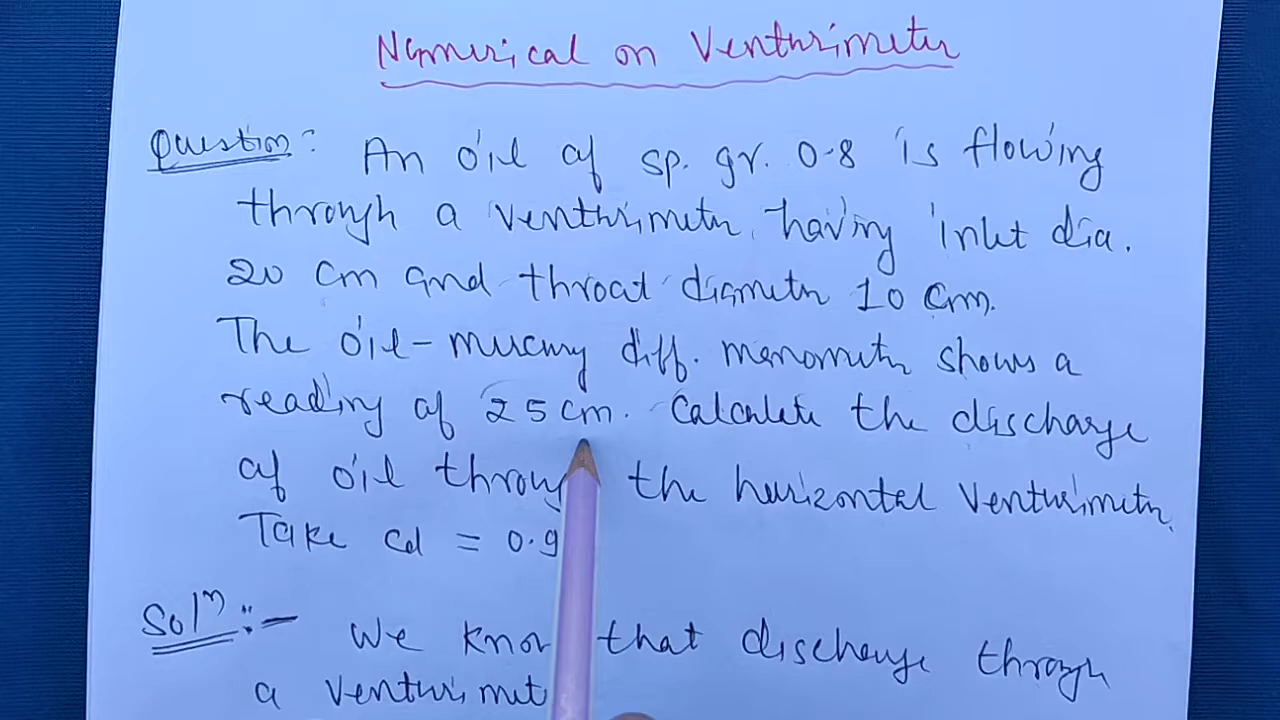 Numerical on Venturimeter
Question: An oil of sp. gr. 0.8 is flowing
through a venturimeter, having inlet dia.
20 cm and throat diameter 10 cm.
The oil-mercury diff. manometer shows a
reading of 25 cm. Calculate the discharge
of oil through the horizontal venturimeter.
Take Cd = 0.9
Solⁿ :- We know that discharge through
a venturimet